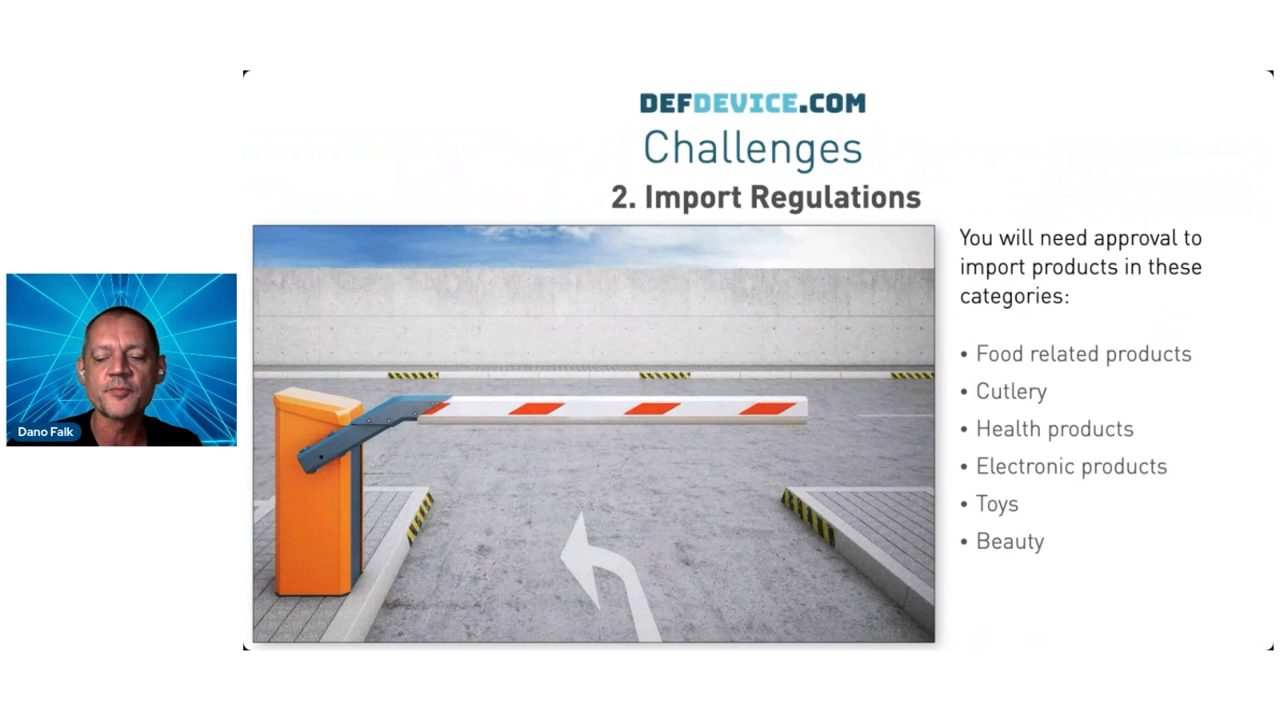 DEFDEVICE.COM
Challenges
2. Import Regulations
You will need approval to
import products in these
categories:
• Food related products
• Cutlery
• Health products
• Electronic products
• Toys
• Beauty
Dano Falk